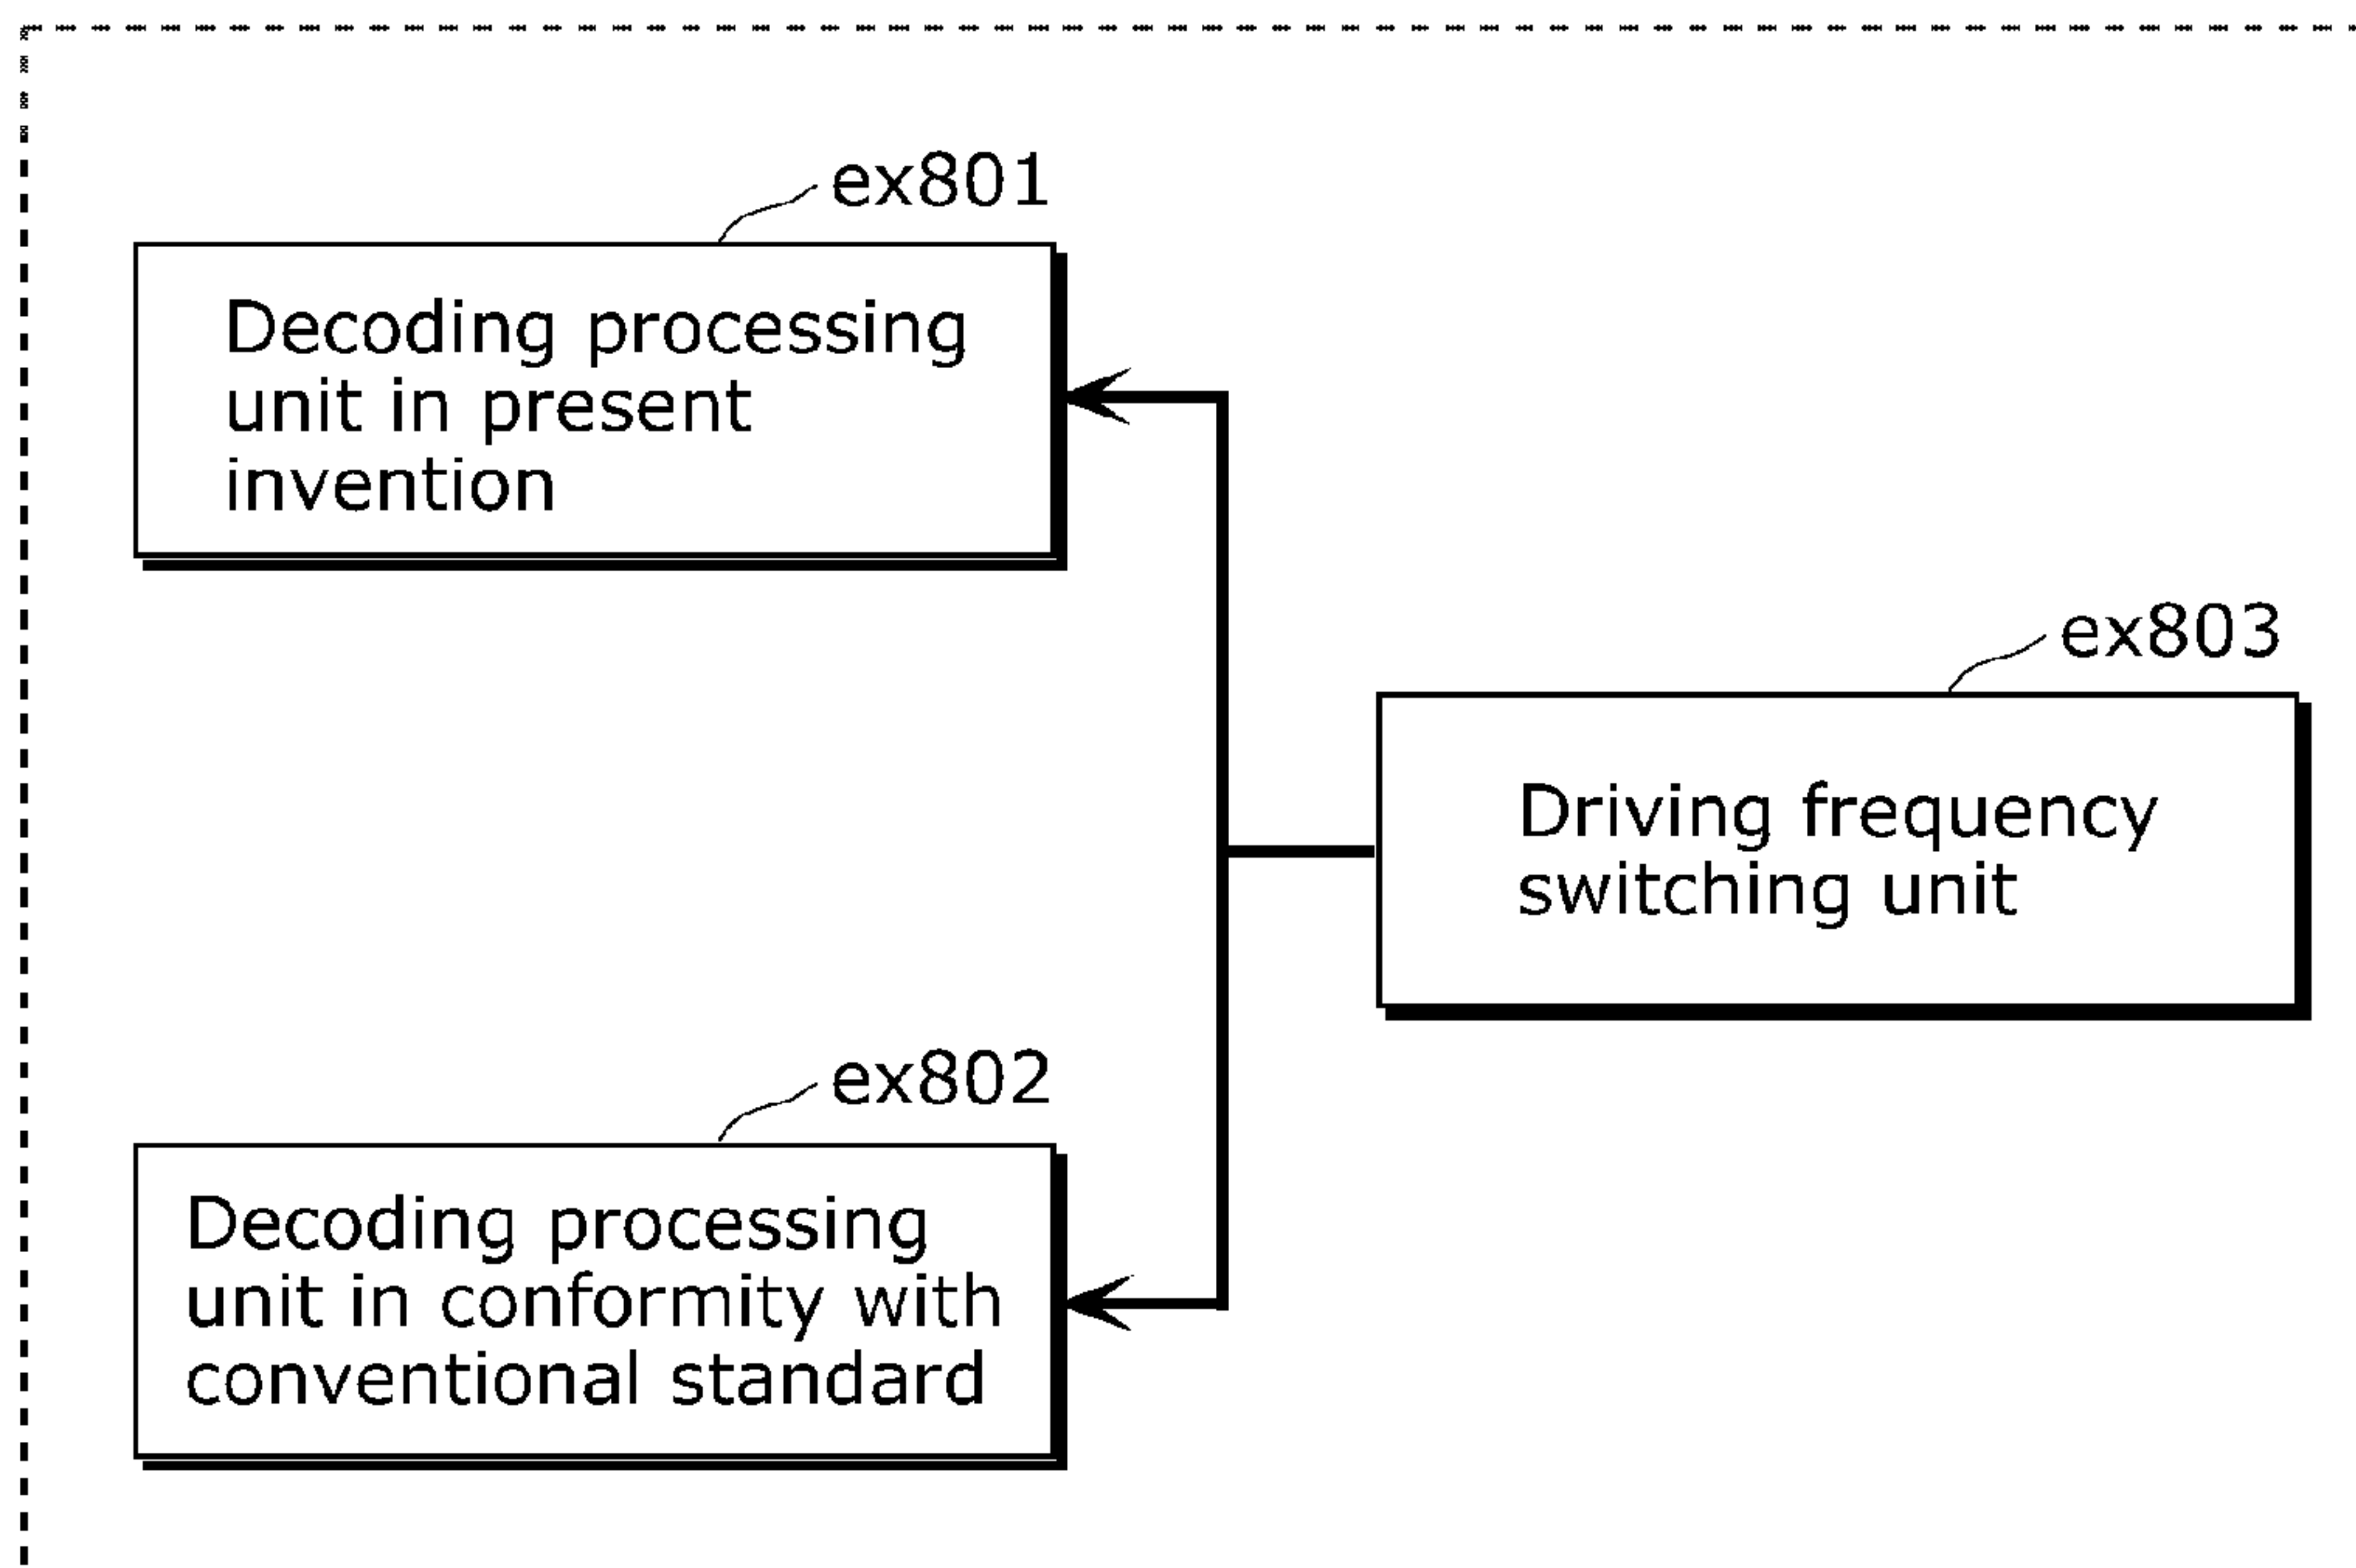 ex801
Decoding processing
unit in present
invention
ex803
Driving frequency
switching unit
ex802
Decoding processing
unit in conformity with
conventional standard